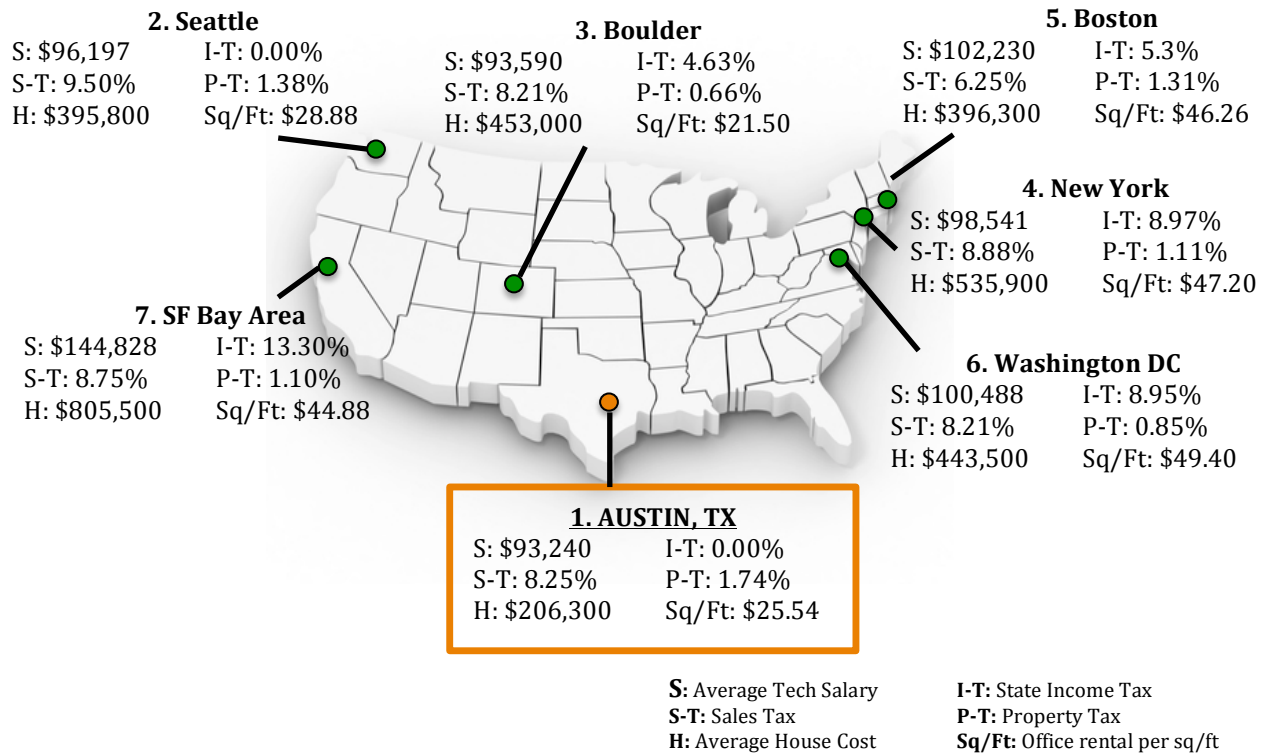 2. Seattle
S: $96,197 I-T: 0.00%
S-T: 9.50% P-T: 1.38%
H: $395,800 Sq/Ft: $28.88
3. Boulder
S: $93,590 I-T: 4.63%
S-T: 8.21% P-T: 0.66%
H: $453,000 Sq/Ft: $21.50
5. Boston
S: $102,230 I-T: 5.3%
S-T: 6.25% P-T: 1.31%
H: $396,300 Sq/Ft: $46.26
4. New York
S: $98,541 I-T: 8.97%
S-T: 8.88% P-T: 1.11%
H: $535,900 Sq/Ft: $47.20
7. SF Bay Area
S: $144,828 I-T: 13.30%
S-T: 8.75% P-T: 1.10%
H: $805,500 Sq/Ft: $44.88
6. Washington DC
S: $100,488 I-T: 8.95%
S-T: 8.21% P-T: 0.85%
H: $443,500 Sq/Ft: $49.40
1. AUSTIN, TX
S: $93,240 I-T: 0.00%
S-T: 8.25% P-T: 1.74%
H: $206,300 Sq/Ft: $25.54
S: Average Tech Salary I-T: State Income Tax
S-T: Sales Tax P-T: Property Tax
H: Average House Cost Sq/Ft: Office rental per sq/ft